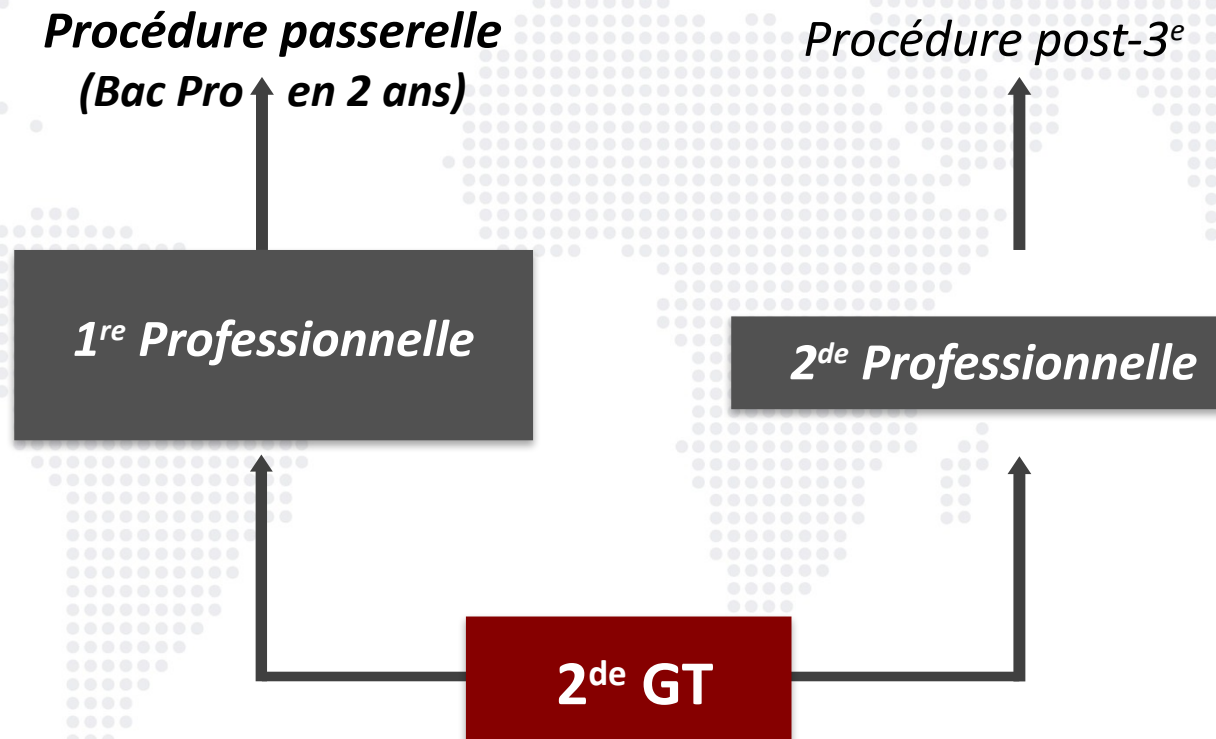 Procédure passerelle
(Bac Pro en 2 ans)
Procédure post-3e
1re Professionnelle
2de Professionnelle
2de GT